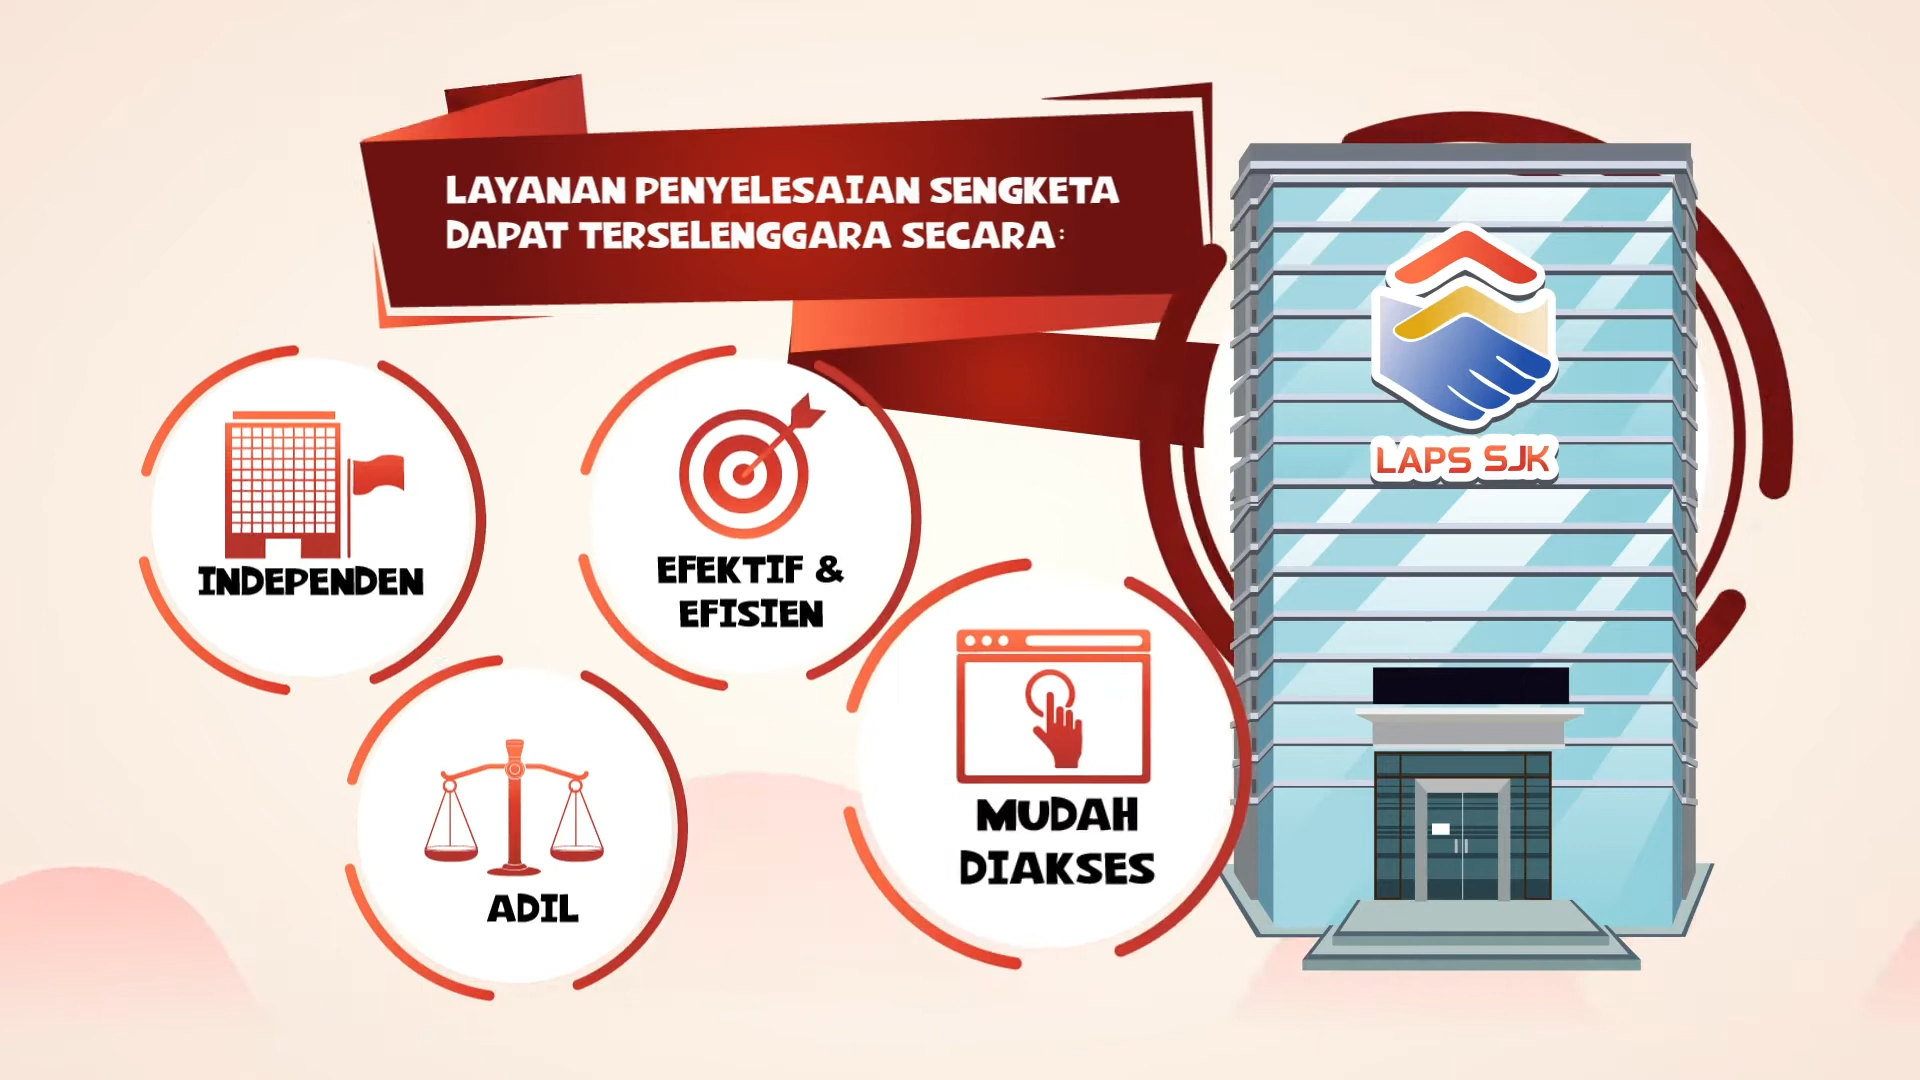 LAYANAN PENYELESAIAN SENGKETA
DAPAT TERSELENGGARA SECARA:
INDEPENDEN
EFEKTIF &
EFISIEN
ADIL
MUDAH
DIAKSES
LAPS SJK